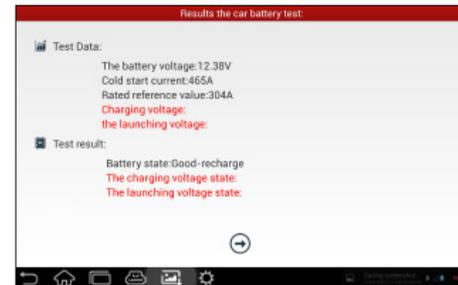 Results the car battery test:
Test Data:
The battery voltage:12.38V
Cold start current:465A
Rated reference value:304A
Charging voltage:
the launching voltage:
Test result:
Battery state:Good-recharge
The charging voltage state:
The launching voltage state:
Saving screenshot...